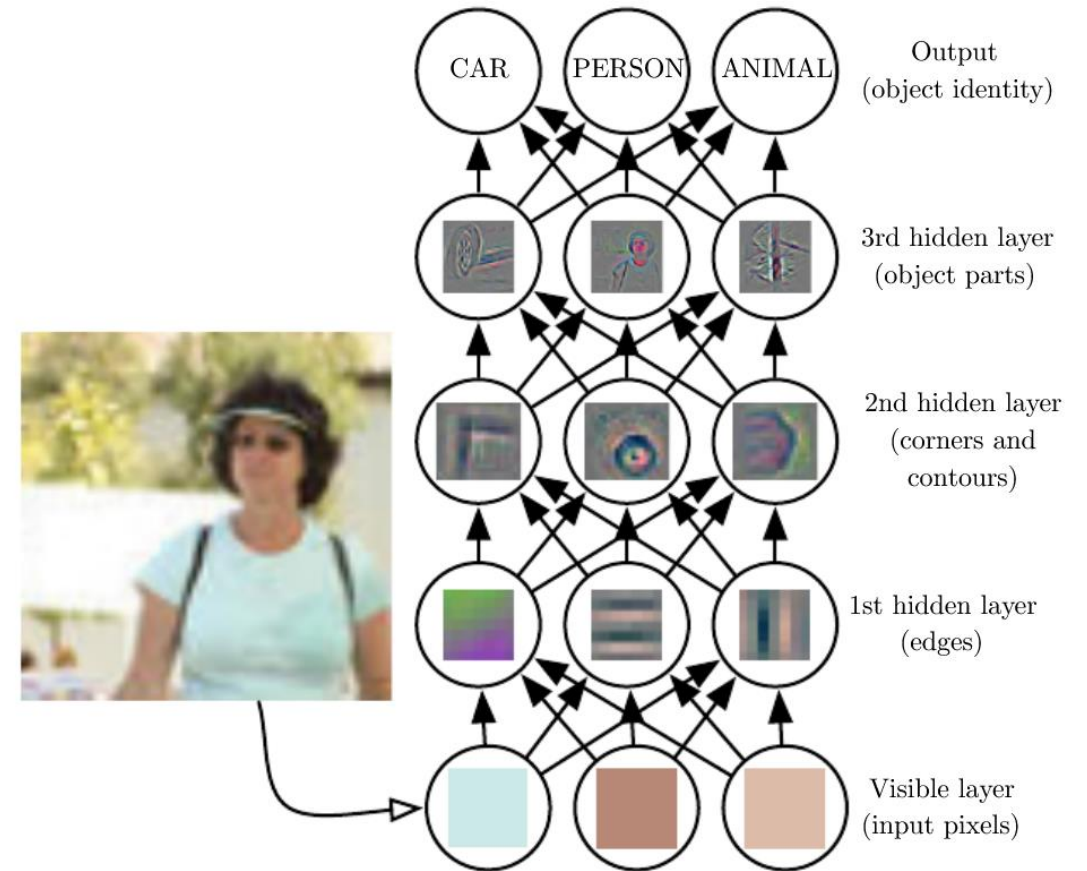 CAR
PERSON
ANIMAL
Output
(object identity)
3rd hidden layer
(object parts)
2nd hidden layer
(corners and
contours)
1st hidden layer
(edges)
Visible layer
(input pixels)